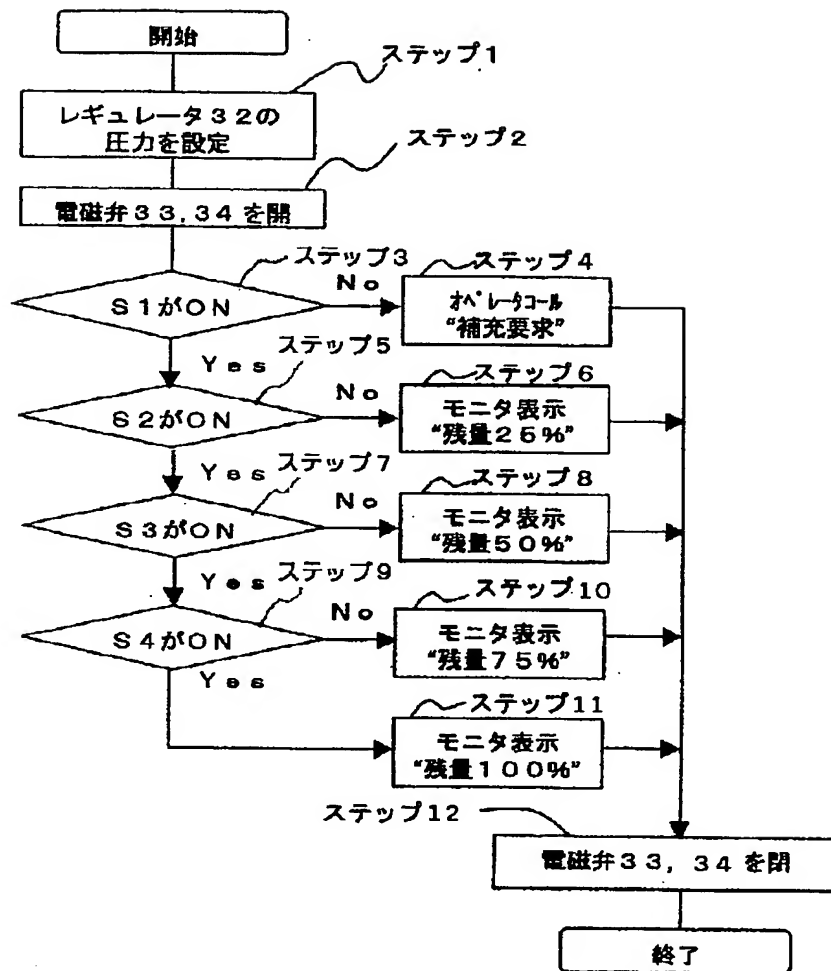 開始
ステップ1
レギュレータ32の
圧力を設定
ステップ2
電磁弁33,34を開
ステップ3
S1がON
No
ステップ4
オペレータコール
“補充要求”
Yes
ステップ5
S2がON
No
ステップ6
モニタ表示
“残量25%”
Yes
ステップ7
S3がON
No
ステップ8
モニタ表示
“残量50%”
Yes
ステップ9
S4がON
No
ステップ10
モニタ表示
“残量75%”
Yes
ステップ11
モニタ表示
“残量100%”
ステップ12
電磁弁33,34を閉
終了